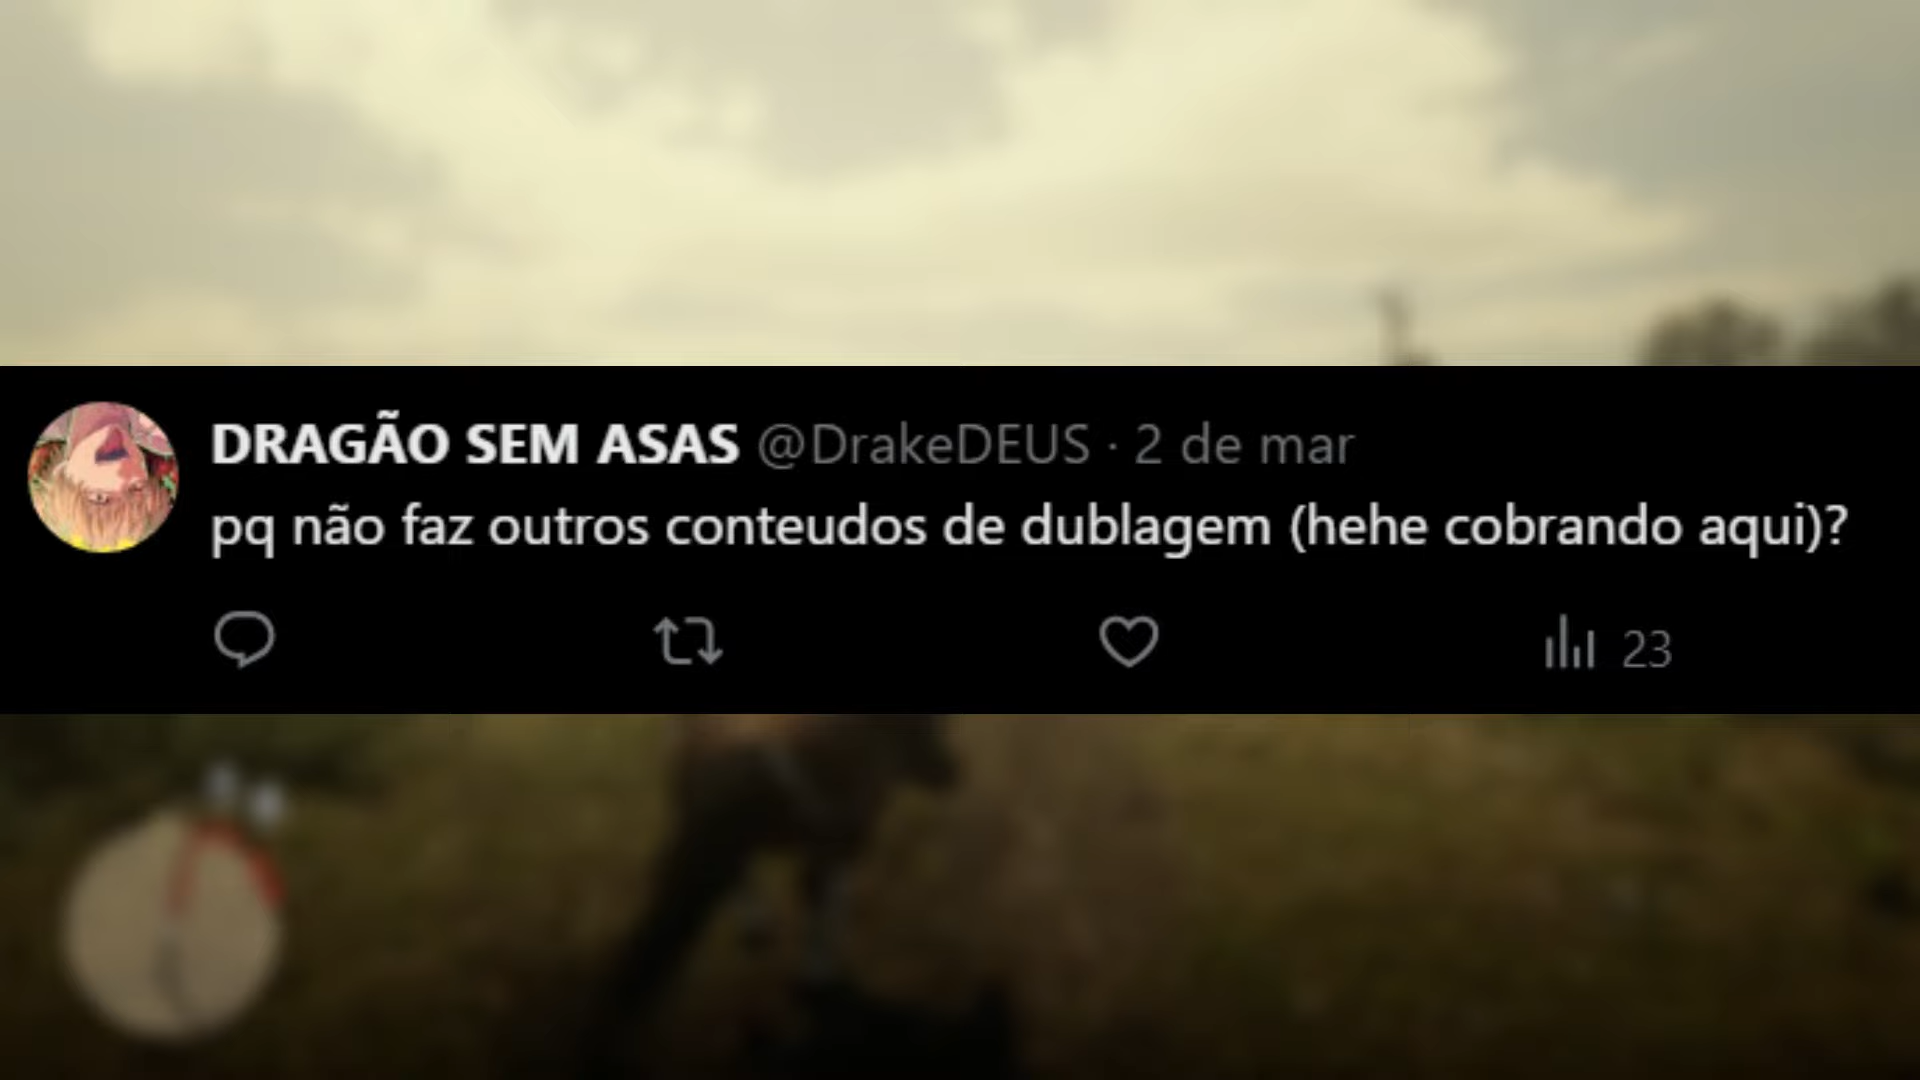 DRAGÃO SEM ASAS @DrakeDEUS · 2 de mar
pq não faz outros conteudos de dublagem (hehe cobrando aqui)?
23